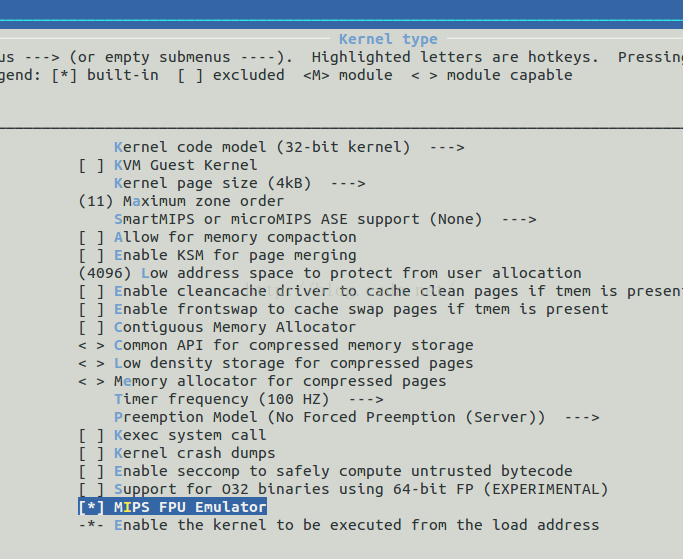 Kernel type
us ---> (or empty submenus ----).  Highlighted letters are hotkeys.  Pressing
gend: [*] built-in  [ ] excluded  <M> module  < > module capable
Kernel code model (32-bit kernel)  --->
[ ] KVM Guest Kernel
Kernel page size (4kB)  --->
(11) Maximum zone order
SmartMIPS or microMIPS ASE support (None)  --->
[ ] Allow for memory compaction
[ ] Enable KSM for page merging
(4096) Low address space to protect from user allocation
[ ] Enable cleancache driver to cache clean pages if tmem is present
[ ] Enable frontswap to cache swap pages if tmem is present
[ ] Contiguous Memory Allocator
< > Common API for compressed memory storage
< > Low density storage for compressed pages
< > Memory allocator for compressed pages
Timer frequency (100 HZ)  --->
Preemption Model (No Forced Preemption (Server))  --->
[ ] Kexec system call
[ ] Kernel crash dumps
[ ] Enable seccomp to safely compute untrusted bytecode
[ ] Support for O32 binaries using 64-bit FP (EXPERIMENTAL)
[*] MIPS FPU Emulator
-*- Enable the kernel to be executed from the load address